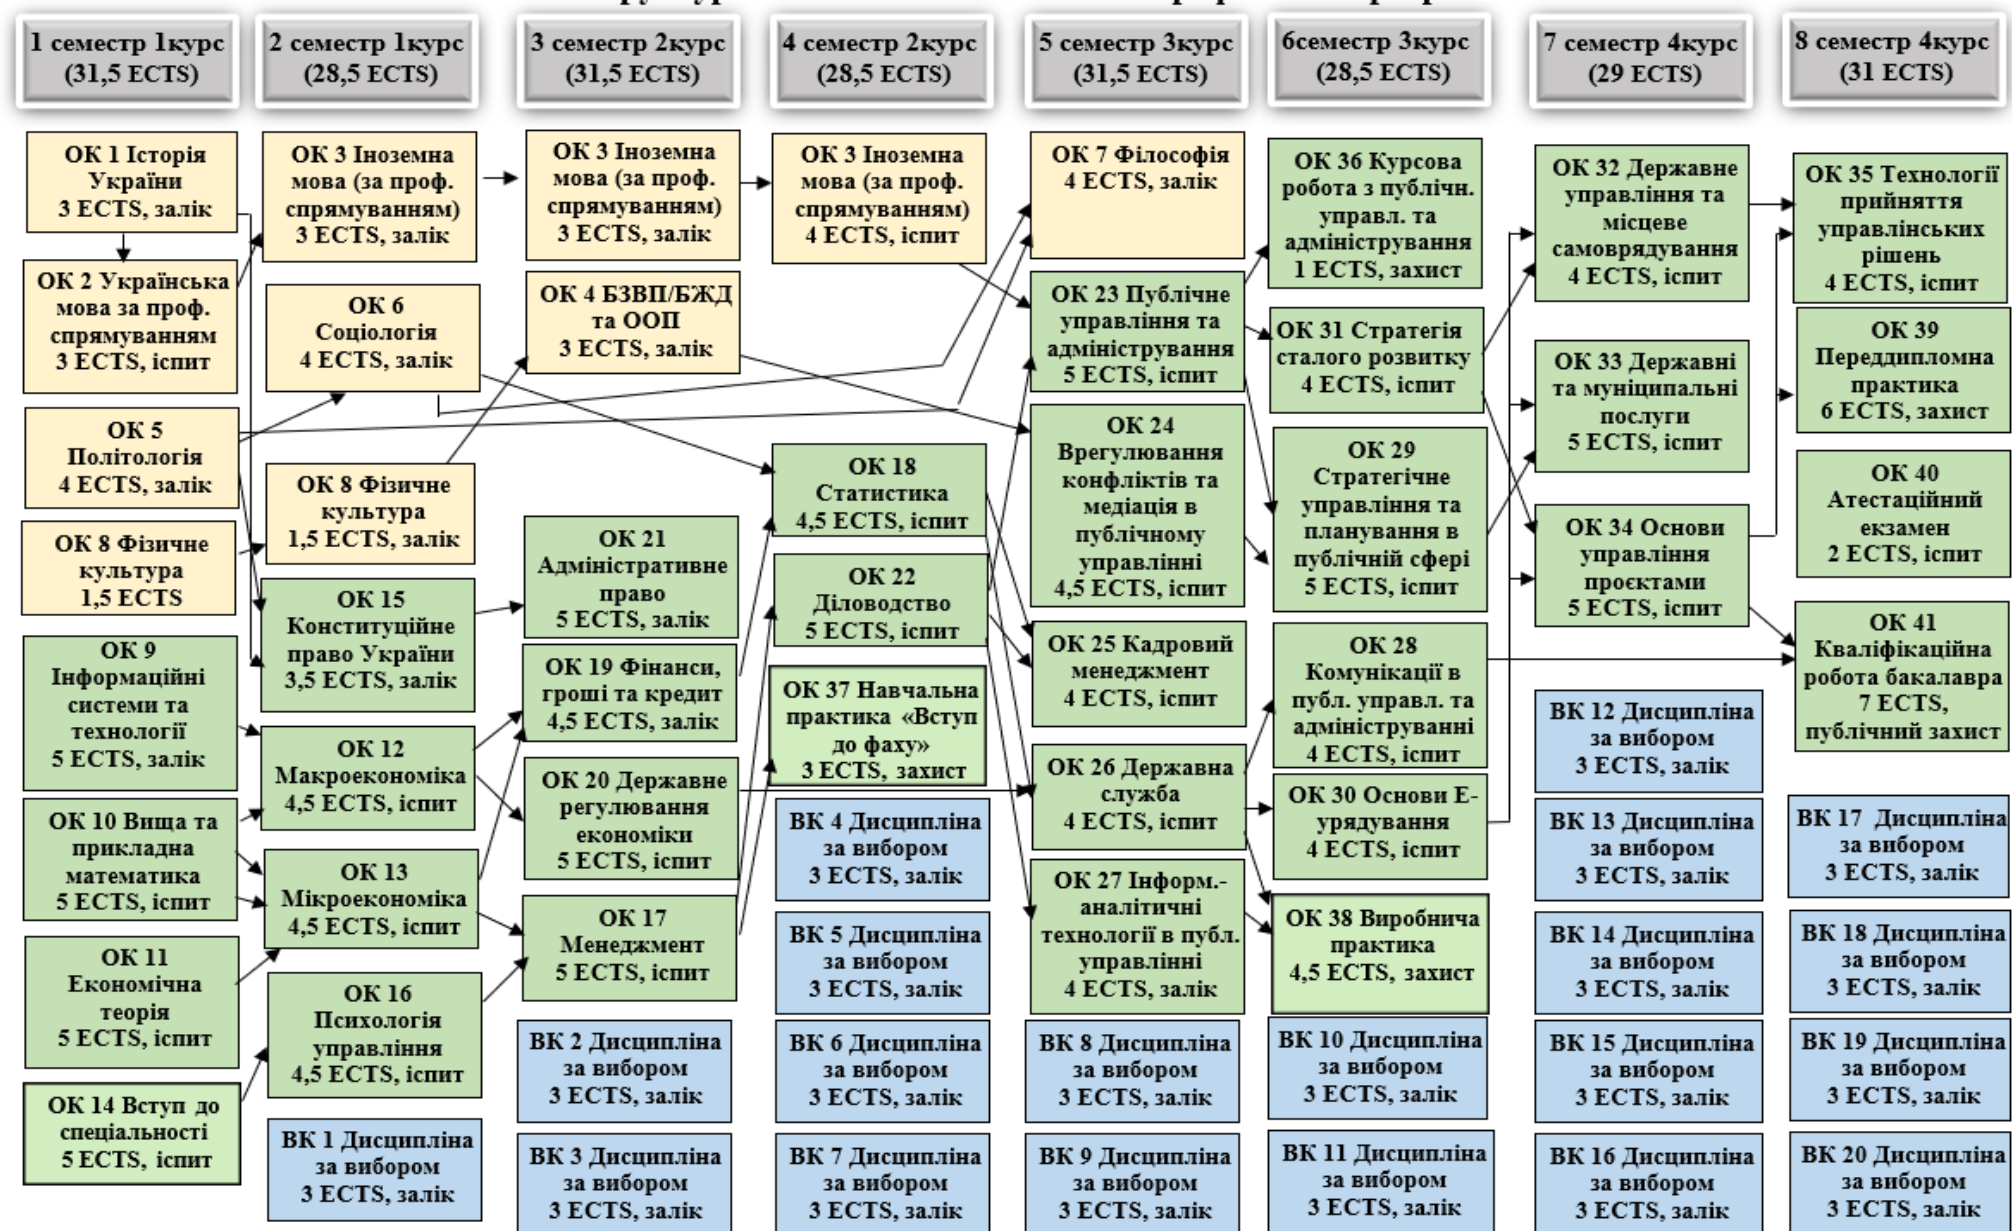 1 семестр 1курс
(31,5 ECTS)
2 семестр 1курс
(28,5 ECTS)
3 семестр 2курс
(31,5 ECTS)
4 семестр 2курс
(28,5 ECTS)
5 семестр 3курс
(31,5 ECTS)
6семестр 3курс
(28,5 ECTS)
7 семестр 4курс
(29 ECTS)
8 семестр 4курс
(31 ECTS)
ОК 1 Історія
України
3 ECTS, залік
ОК 2 Українська
мова за проф.
спрямуванням
3 ECTS, іспит
ОК 5
Політологія
4 ECTS, залік
ОК 8 Фізичне
культура
1,5 ECTS
ОК 9
Інформаційні
системи та
технології
5 ECTS, залік
ОК 10 Вища та
прикладна
математика
5 ECTS, іспит
ОК 11
Економічна
теорія
5 ECTS, іспит
ОК 14 Вступ до
спеціальності
5 ECTS, іспит
ОК 3 Іноземна
мова (за проф.
спрямуванням)
3 ECTS, залік
ОК 6
Соціологія
4 ECTS, залік
ОК 8 Фізичне
культура
1,5 ECTS, залік
ОК 15
Конституційне
право України
3,5 ECTS, залік
ОК 12
Макроекономіка
4,5 ECTS, іспит
ОК 13
Мікроекономіка
4,5 ECTS, іспит
ОК 16
Психологія
управління
4,5 ECTS, іспит
ВК 1 Дисципліна
за вибором
3 ECTS, залік
ОК 3 Іноземна
мова (за проф.
спрямуванням)
3 ECTS, залік
ОК 4 БЗВП/БЖД
та ООП
3 ECTS, залік
ОК 21
Адміністративне
право
5 ECTS, залік
ОК 19 Фінанси,
гроші та кредит
4,5 ECTS, залік
ОК 20 Державне
регулювання
економіки
5 ECTS, іспит
ОК 17
Менеджмент
5 ECTS, іспит
ВК 2 Дисципліна
за вибором
3 ECTS, залік
ВК 3 Дисципліна
за вибором
3 ECTS, залік
ОК 3 Іноземна
мова (за проф.
спрямуванням)
4 ECTS, іспит
ОК 18
Статистика
4,5 ECTS, іспит
ОК 22
Діловодство
5 ECTS, іспит
ОК 37 Навчальна
практика «Вступ
до фаху»
3 ECTS, захист
ВК 4 Дисципліна
за вибором
3 ECTS, залік
ВК 5 Дисципліна
за вибором
3 ECTS, залік
ВК 6 Дисципліна
за вибором
3 ECTS, залік
ВК 7 Дисципліна
за вибором
3 ECTS, залік
ОК 7 Філософія
4 ECTS, залік
ОК 23 Публічне
управління та
адміністрування
5 ECTS, іспит
ОК 24
Врегулювання
конфліктів та
медіація в
публічному
управлінні
4,5 ECTS, іспит
ОК 25 Кадровий
менеджмент
4 ECTS, іспит
ОК 26 Державна
служба
4 ECTS, іспит
ОК 27 Інформ.-
аналітичні
технології в публ.
управлінні
4 ECTS, залік
ВК 8 Дисципліна
за вибором
3 ECTS, залік
ВК 9 Дисципліна
за вибором
3 ECTS, залік
ОК 36 Курсова
робота з публічн.
управл. та
адміністрування
1 ECTS, захист
ОК 31 Стратегія
сталого розвитку
4 ECTS, іспит
ОК 29
Стратегічне
управління та
планування в
публічній сфері
5 ECTS, іспит
ОК 28
Комунікації в
публ. управл. та
адмініструванні
4 ECTS, іспит
ОК 30 Основи Е-
урядування
4 ECTS, іспит
ОК 38 Виробнича
практика
4,5 ECTS, захист
ВК 10 Дисципліна
за вибором
3 ECTS, залік
ВК 11 Дисципліна
за вибором
3 ECTS, залік
ОК 32 Державне
управління та
місцеве
самоврядування
4 ECTS, іспит
ОК 33 Державні
та муніципальні
послуги
5 ECTS, іспит
ОК 34 Основи
управління
проєктами
5 ECTS, іспит
ВК 12 Дисципліна
за вибором
3 ECTS, залік
ВК 13 Дисципліна
за вибором
3 ECTS, залік
ВК 14 Дисципліна
за вибором
3 ECTS, залік
ВК 15 Дисципліна
за вибором
3 ECTS, залік
ВК 16 Дисципліна
за вибором
3 ECTS, залік
ОК 35 Технології
прийняття
управлінських
рішень
4 ECTS, іспит
ОК 39
Переддипломна
практика
6 ECTS, захист
ОК 40
Атестаційний
екзамен
2 ECTS, іспит
ОК 41
Кваліфікаційна
робота бакалавра
7 ECTS,
публічний захист
ВК 17 Дисципліна
за вибором
3 ECTS, залік
ВК 18 Дисципліна
за вибором
3 ECTS, залік
ВК 19 Дисципліна
за вибором
3 ECTS, залік
ВК 20 Дисципліна
за вибором
3 ECTS, залік